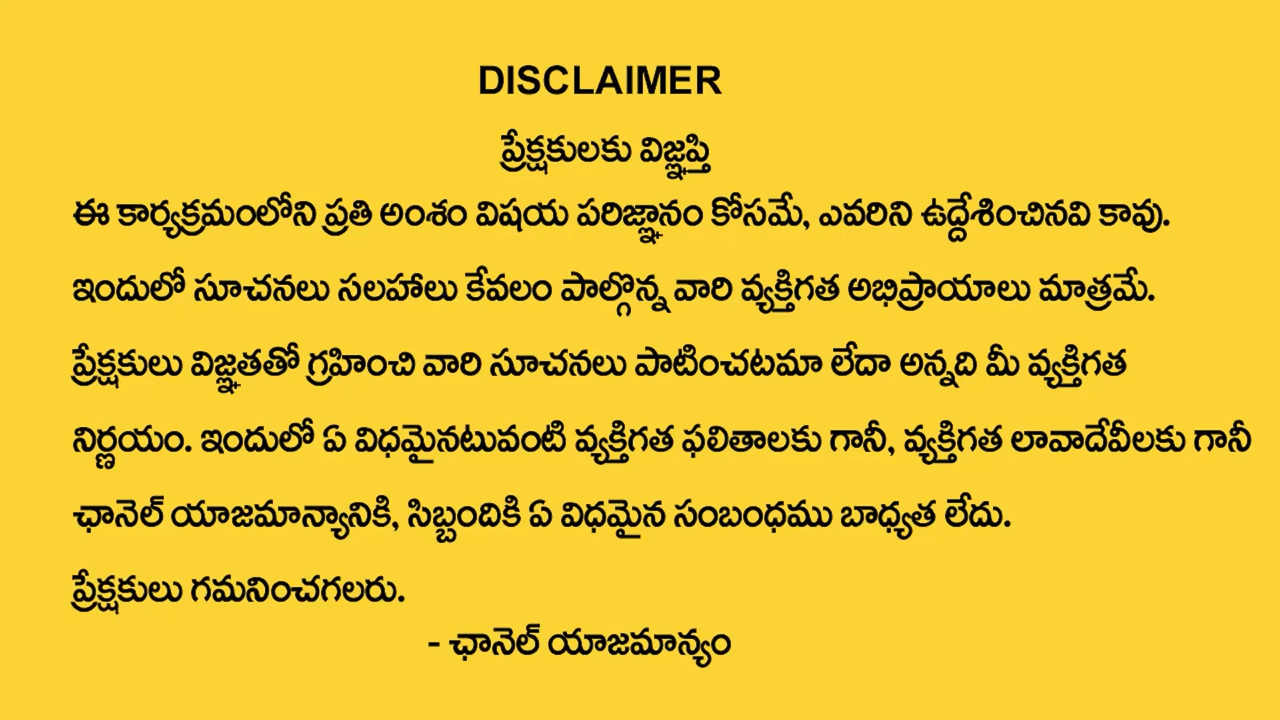 DISCLAIMER
ప్రేక్షకులకు విజ్ఞప్తి
ఈ కార్యక్రమంలోని ప్రతి అంశం విషయ పరిజ్ఞానం కోసమే, ఎవరిని ఉద్దేశించినవి కావు.
ఇందులో సూచనలు సలహాలు కేవలం పాల్గొన్న వారి వ్యక్తిగత అభిప్రాయాలు మాత్రమే.
ప్రేక్షకులు విజ్ఞతతో గ్రహించి వారి సూచనలు పాటించటమా లేదా అన్నది మీ వ్యక్తిగత
నిర్ణయం. ఇందులో ఏ విధమైనటువంటి వ్యక్తిగత ఫలితాలకు గానీ, వ్యక్తిగత లావాదేవీలకు గానీ
ఛానెల్ యాజమాన్యానికి, సిబ్బందికి ఏ విధమైన సంబంధము బాధ్యత లేదు.
ప్రేక్షకులు గమనించగలరు.
- ఛానెల్ యాజమాన్యం